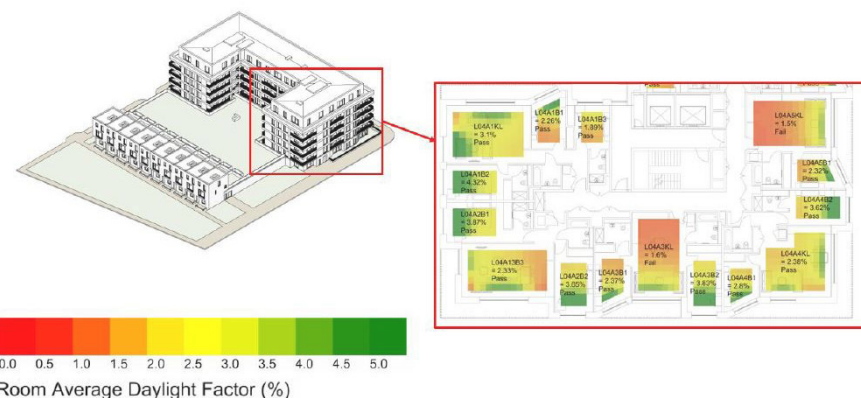 L04A1KL
= 3.1%
Pass
L04A1B1
= 2.26%
Pass
L04A1B3
= 1.89%
Pass
L04A5KL
= 1.5%
Fail
L04A1B2
= 4.32%
Pass
L04A5B1
= 2.32%
Pass
L04A2B1
= 3.87%
Pass
L04A4B2
= 3.62%
Pass
L04A13B3
= 2.33%
Pass
L04A2B2
= 3.05%
Pass
L04A3B1
= 2.37%
Pass
L04A3KL
= 1.6%
Fail
L04A3B2
= 3.83%
Pass
L04A4B1
= 2.8%
Pass
L04A4KL
= 2.38%
Pass
0.0 0.5 1.0 1.5 2.0 2.5 3.0 3.5 4.0 4.5 5.0
Room Average Daylight Factor (%)